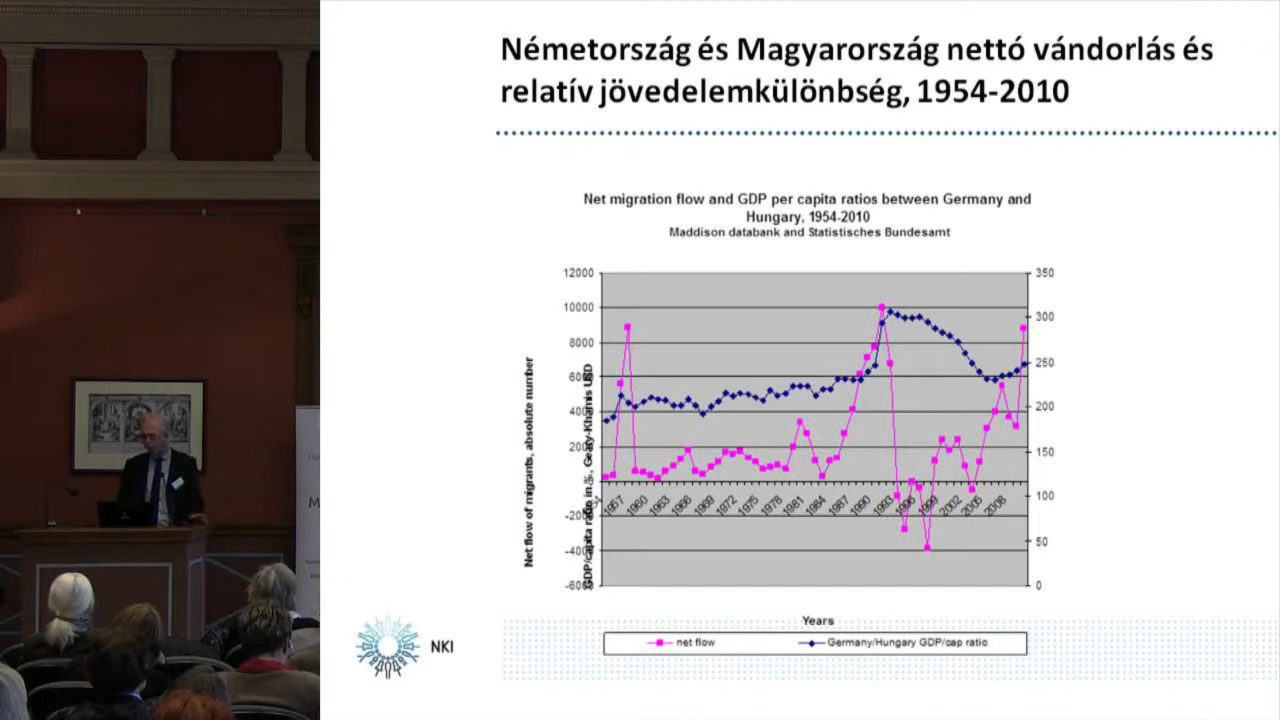 Németország és Magyarország nettó vándorlás és
relatív jövedelemkülönbség, 1954-2010
Net migration flow and GDP per capita ratios between Germany and
Hungary, 1954-2010
Maddison databank and Statistisches Bundesamt
Net flow of migrants, absolute number
GDP/capita ratio in %, Geary-Khamis USD
12000
10000
8000
6000
4000
2000
-2000
-4000
-6000
350
300
250
200
150
100
50
0
1957
1960
1963
1966
1969
1972
1975
1978
1981
1984
1987
1990
1993
1996
1999
2002
2005
2008
Years
net flow
Germany/Hungary GDP/cap ratio
NKI
M